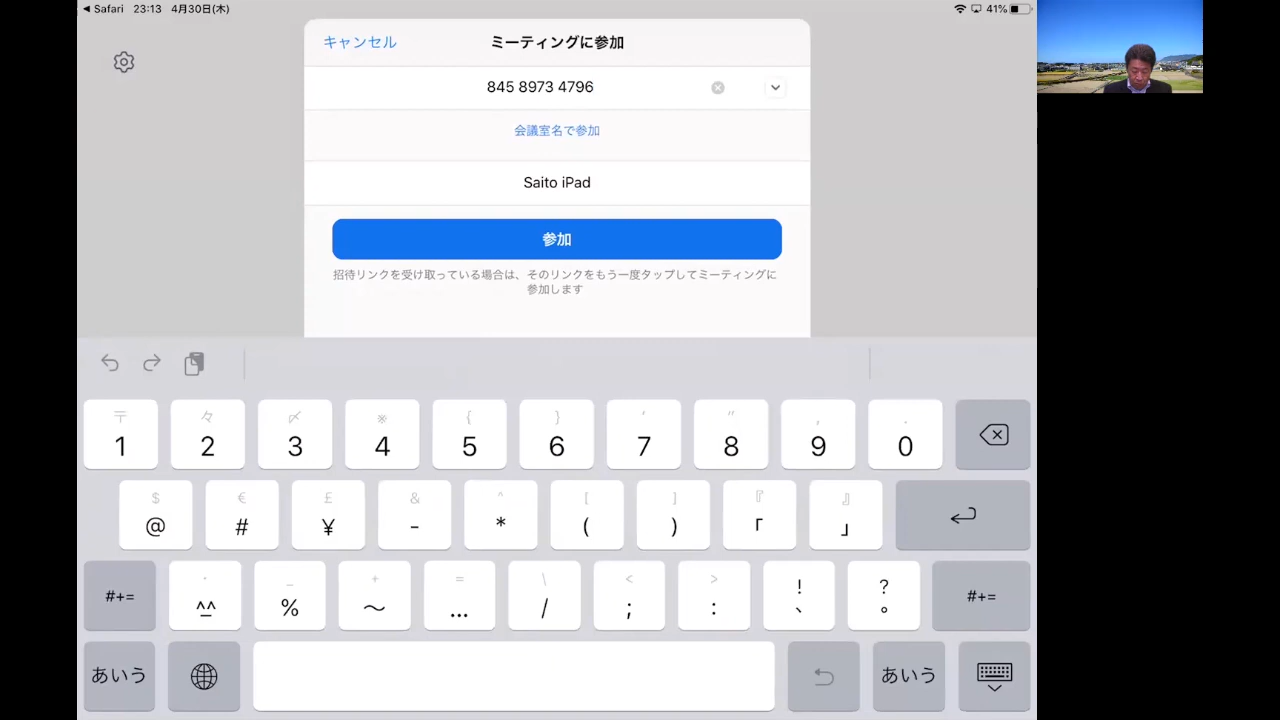 ◀ Safari 23:13 4月30日(木)
41%
キャンセル ミーティングに参加
845 8973 4796
会議室名で参加
Saito iPad
参加
招待リンクを受け取っている場合は、そのリンクをもう一度タップしてミーティングに
参加します
〒 々 〆 ※ { } ‘ “ , .
1 2 3 4 5 6 7 8 9 0
$ € £ & ^ [ ] 『 』
@ # ¥ - * ( ) 「 」
· _ + = \ < > ! ?
#+= ^^ % 〜 … / ; : 、 。 #+=
あいう あいう